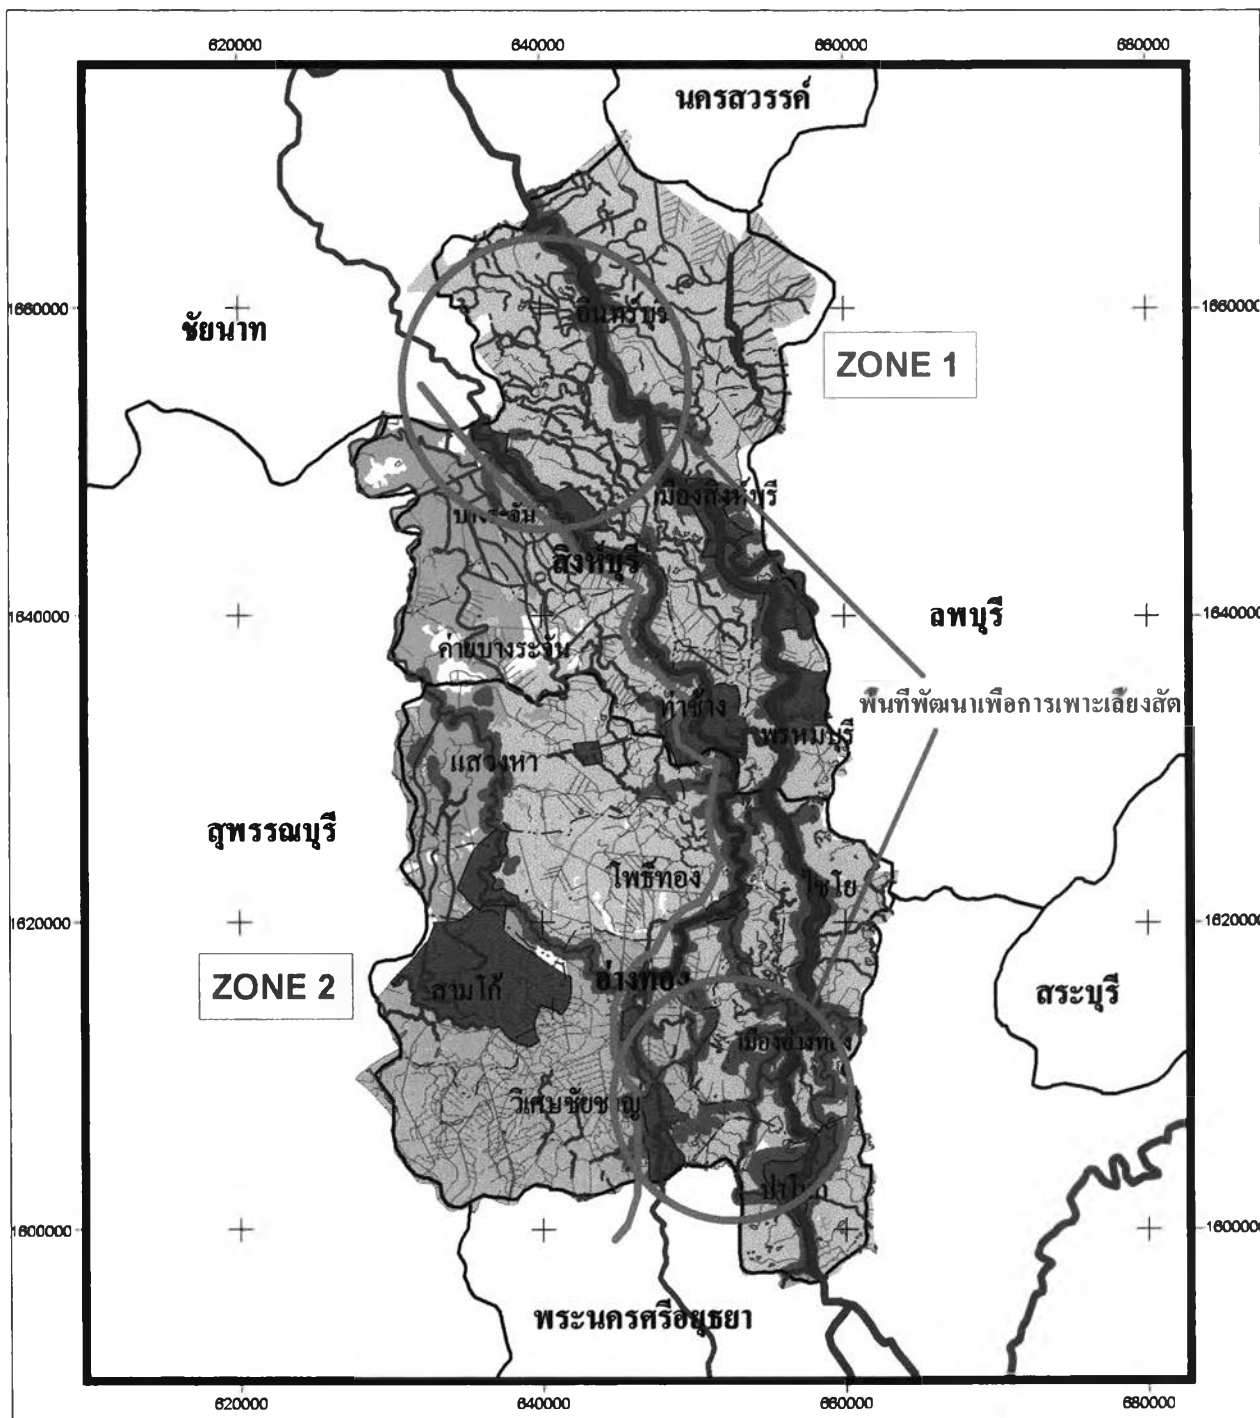 620000 640000 660000 680000
นครสวรรค์
1660000 1660000
อินทร์บุรี
ชัยนาท
ZONE 1
เมืองสิงห์บุรี
บางระจัน
สิงห์บุรี
1640000 1640000
ลพบุรี
ค่ายบางระจัน
พื้นที่พัฒนาเพื่อการเพาะเลี้ยงสัต
ท่าช้าง
พรหมบุรี
แสวงหา
สุพรรณบุรี
โพธิ์ทอง
ไชโย
1620000 1620000
อ่างทอง
ZONE 2
สามโก้
สระบุรี
เมืองอ่างทอง
วิเศษชัยชาญ
ป่าโมก
1600000 1600000
พระนครศรีอยุธยา
620000 640000 660000 680000